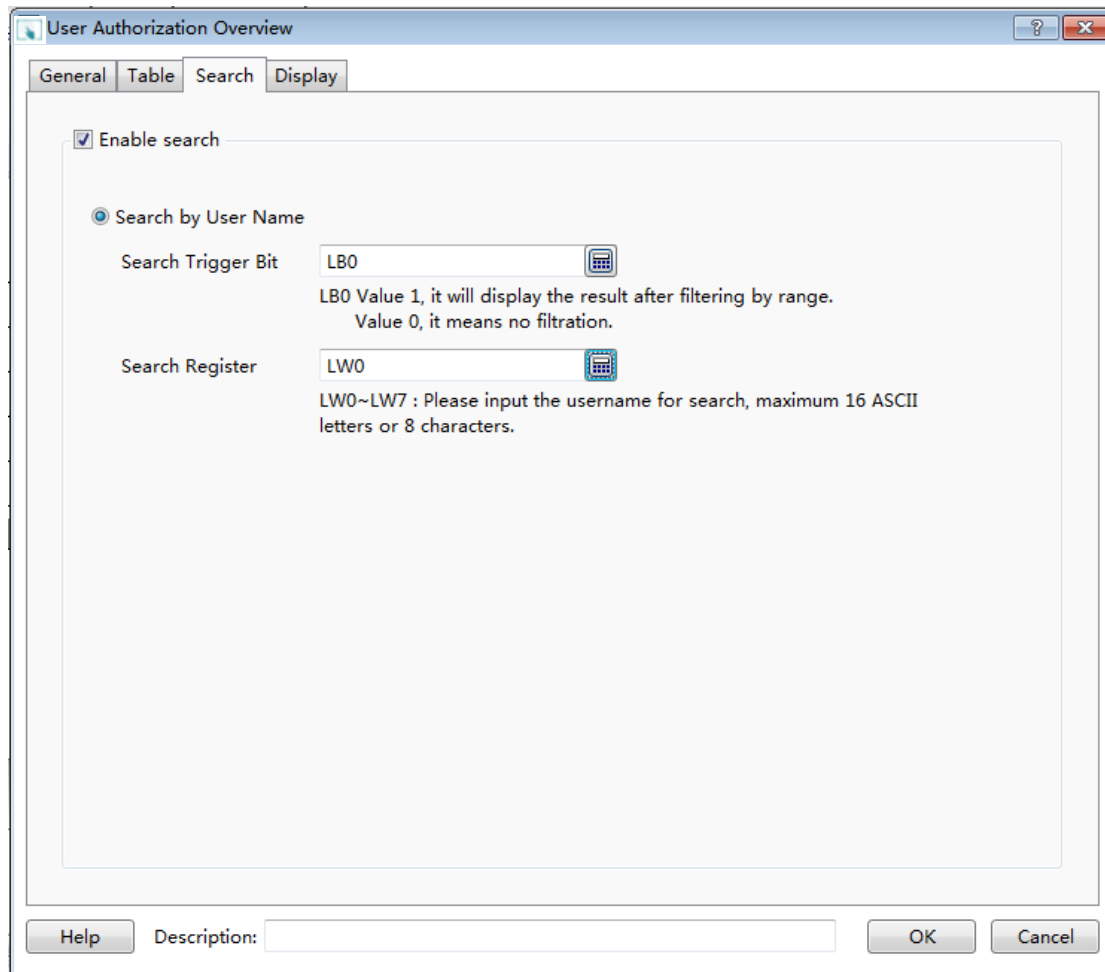 User Authorization Overview
General Table Search Display
Enable search
Search by User Name
Search Trigger Bit LB0
LB0 Value 1, it will display the result after filtering by range.
Value 0, it means no filtration.
Search Register LW0
LW0~LW7 : Please input the username for search, maximum 16 ASCII
letters or 8 characters.
Help Description: OK Cancel